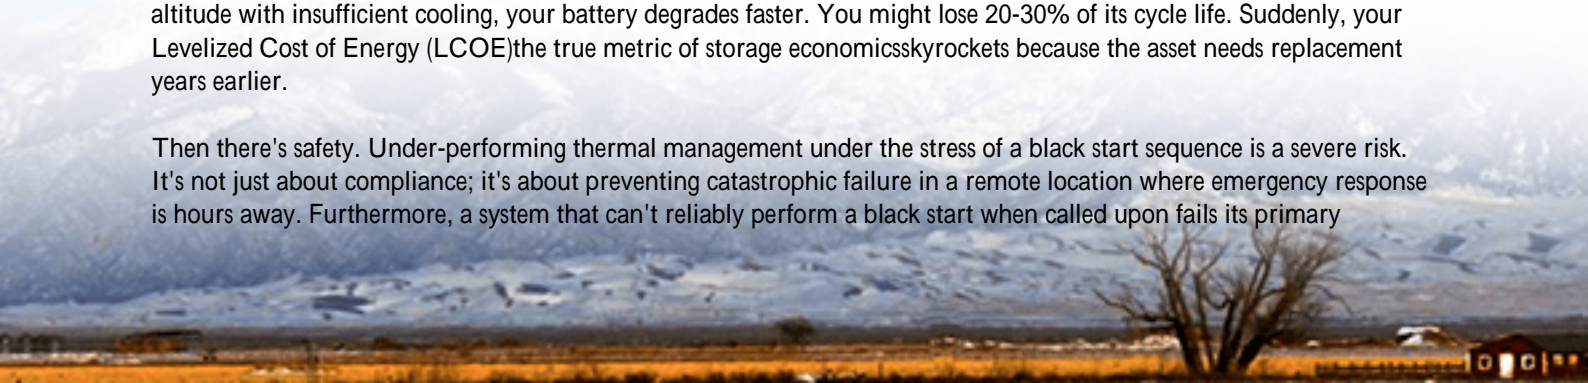 altitude with insufficient cooling, your battery degrades faster. You might lose 20-30% of its cycle life. Suddenly, your
Levelized Cost of Energy (LCOE)the true metric of storage economicsskyrockets because the asset needs replacement
years earlier.
Then there's safety. Under-performing thermal management under the stress of a black start sequence is a severe risk.
It's not just about compliance; it's about preventing catastrophic failure in a remote location where emergency response
is hours away. Furthermore, a system that can't reliably perform a black start when called upon fails its primary